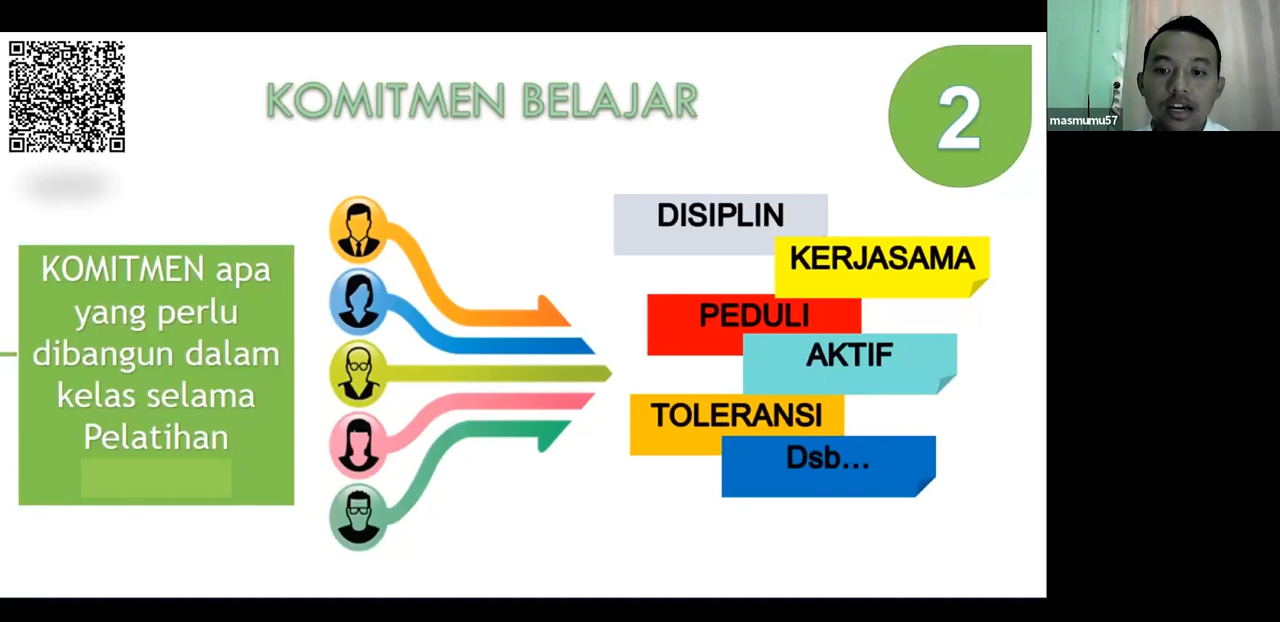 KOMITMEN BELAJAR
2
masmumu57
KOMITMEN apa
yang perlu
dibangun dalam
kelas selama
Pelatihan
DISIPLIN
KERJASAMA
PEDULI
AKTIF
TOLERANSI
Dsb...